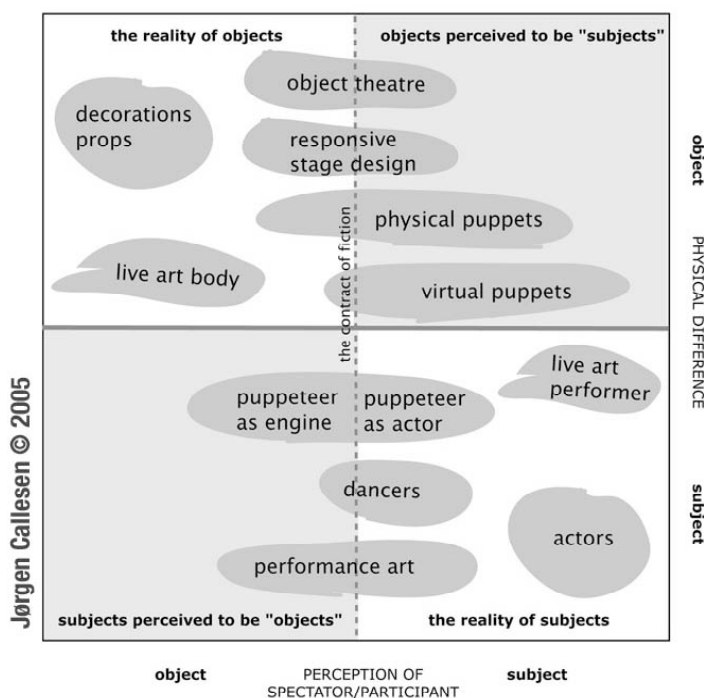 the reality of objects
objects perceived to be "subjects"
object theatre
decorations
props
responsive
stage design
physical puppets
live art body
virtual puppets
the contract of fiction
object
PHYSICAL DIFFERENCE
subject
live art
performer
puppeteer
as engine
puppeteer
as actor
dancers
actors
performance art
subjects perceived to be "objects"
the reality of subjects
Jørgen Callesen © 2005
object
PERCEPTION OF
SPECTATOR/PARTICIPANT
subject